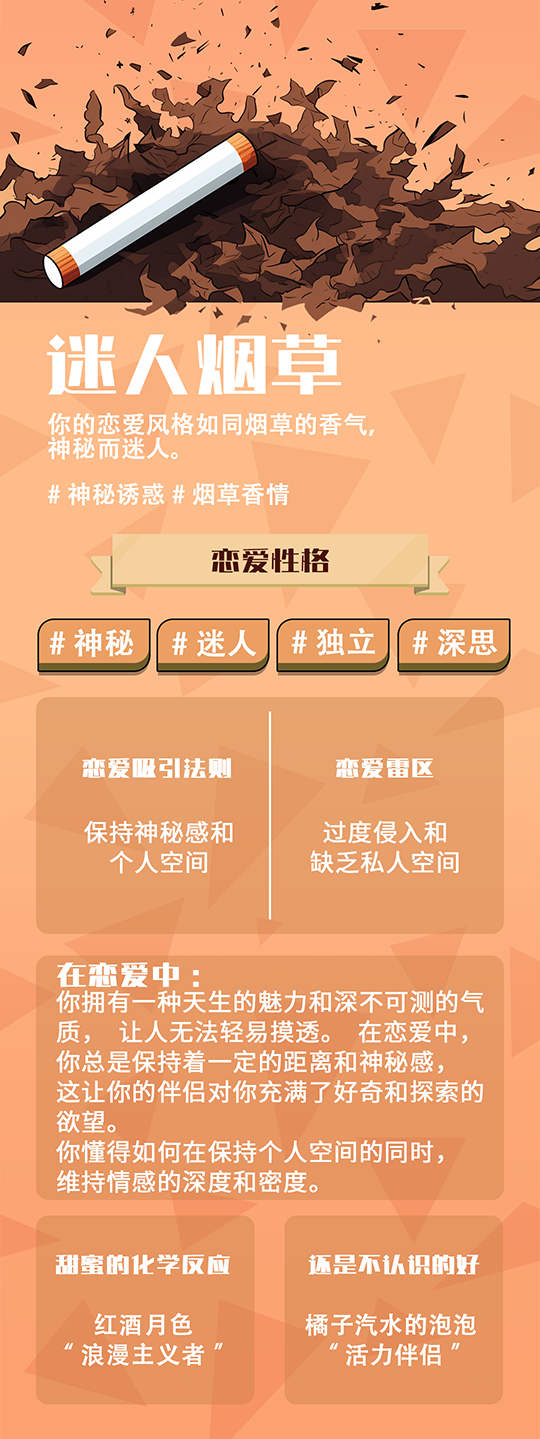 迷人烟草
你的恋爱风格如同烟草的香气,
神秘而迷人。
# 神秘诱惑 # 烟草香情
恋爱性格
# 神秘 # 迷人 # 独立 # 深思
恋爱吸引法则
保持神秘感和
个人空间
恋爱雷区
过度侵入和
缺乏私人空间
在恋爱中：
你拥有一种天生的魅力和深不可测的气
质， 让人无法轻易摸透。 在恋爱中，
你总是保持着一定的距离和神秘感，
这让你的伴侣对你充满了好奇和探索的
欲望。
你懂得如何在保持个人空间的同时，
维持情感的深度和密度。
甜蜜的化学反应
红酒月色
“ 浪漫主义者 ”
还是不认识的好
橘子汽水的泡泡
“ 活力伴侣 ”